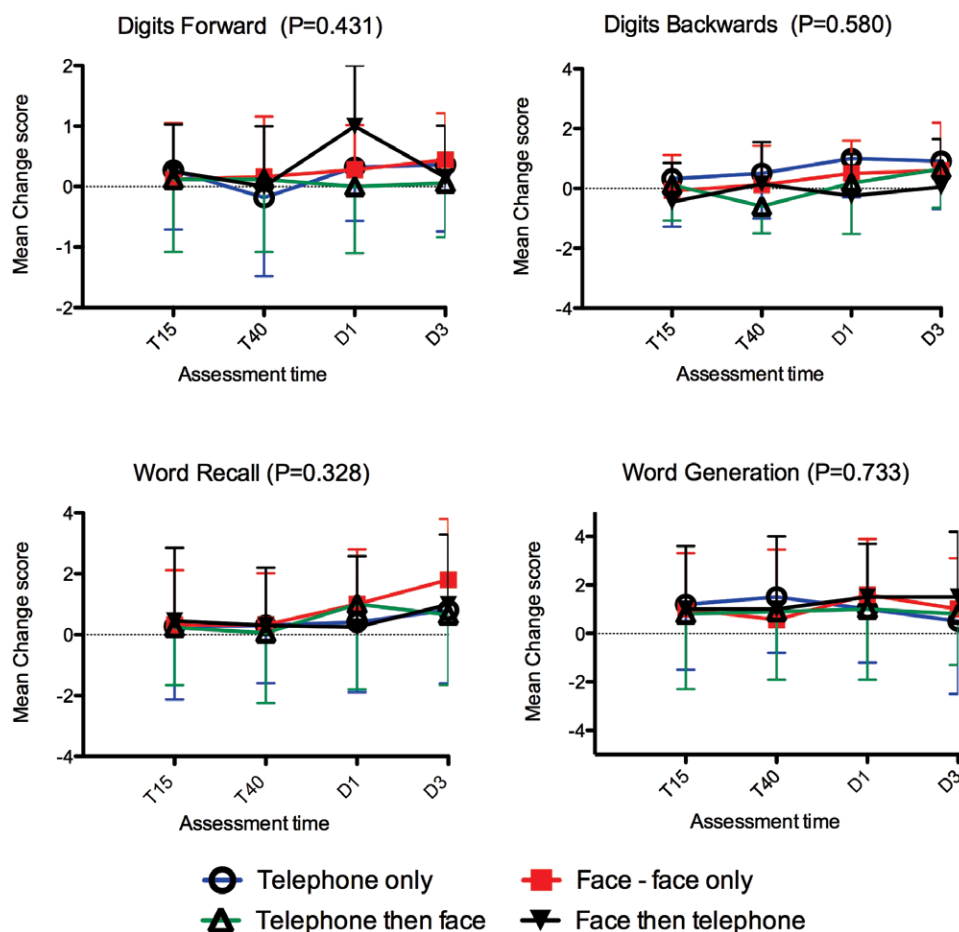 Digits Forward (P=0.431)
Mean Change score
2
1
0
-1
-2
T15
T40
D1
D3
Assessment time
Digits Backwards (P=0.580)
Mean Change score
4
2
0
-2
-4
T15
T40
D1
D3
Assessment time
Word Recall (P=0.328)
Mean Change score
4
2
0
-2
-4
T15
T40
D1
D3
Assessment time
Word Generation (P=0.733)
Mean Change score
4
2
0
-2
-4
T15
T40
D1
D3
Assessment time
Telephone only
Face - face only
Telephone then face
Face then telephone